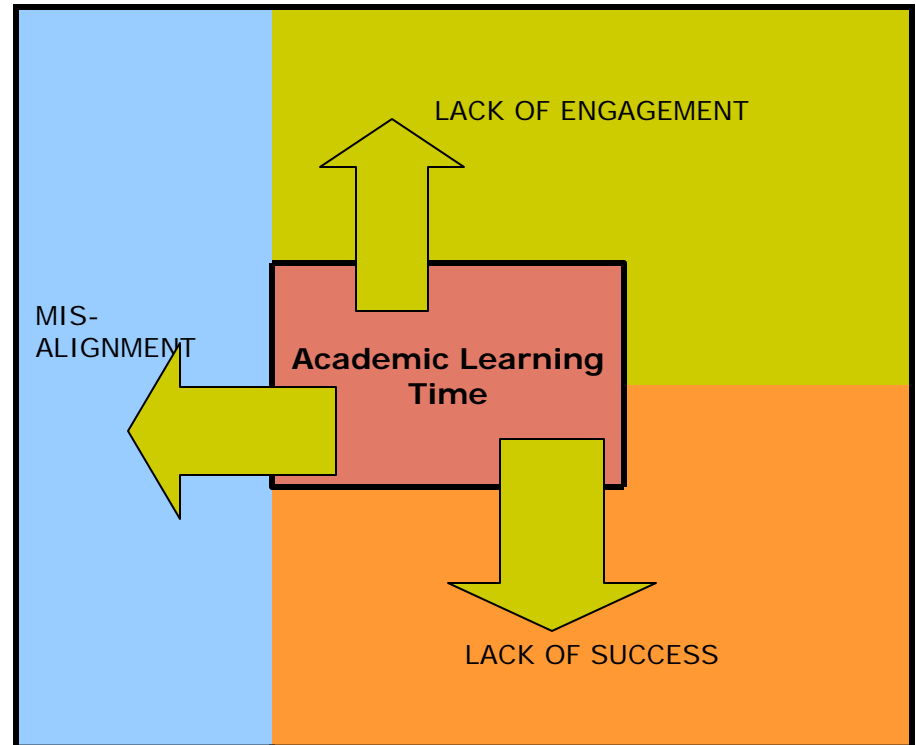 LACK OF ENGAGEMENT
MIS-
ALIGNMENT
Academic Learning
Time
LACK OF SUCCESS